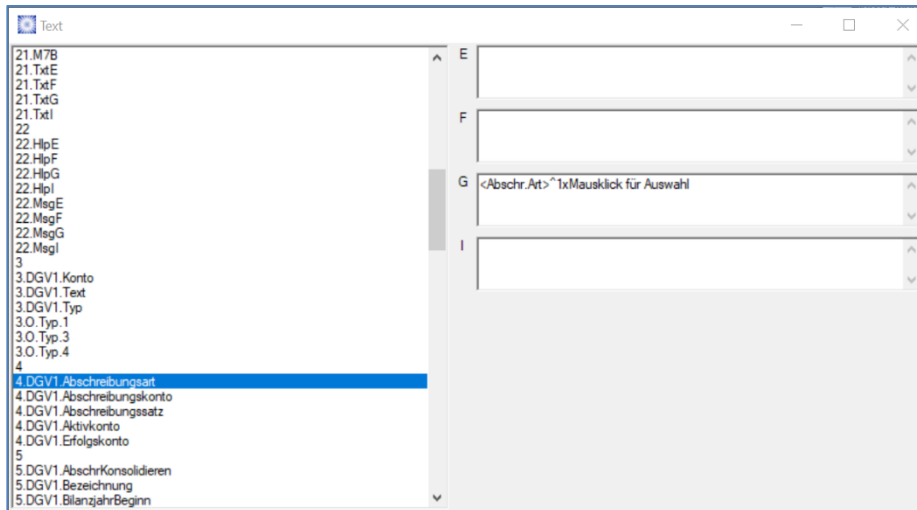 Text
21.M7B
21.TxtE
21.TxtF
21.TxtG
21.TxtI
22
22.HlpE
22.HlpF
22.HlpG
22.HlpI
22.MsgE
22.MsgF
22.MsgG
22.MsgI
3
3.DGV1.Konto
3.DGV1.Text
3.DGV1.Typ
3.O.Typ.1
3.O.Typ.3
3.O.Typ.4
4
4.DGV1.Abschreibungsart
4.DGV1.Abschreibungskonto
4.DGV1.Abschreibungssatz
4.DGV1.Aktivkonto
4.DGV1.Erfolgskonto
5
5.DGV1.AbschrKonsolidieren
5.DGV1.Bezeichnung
5.DGV1.BilanzjahrBeginn
E
F
G <Abschr.Art>^1xMausklick für Auswahl
I